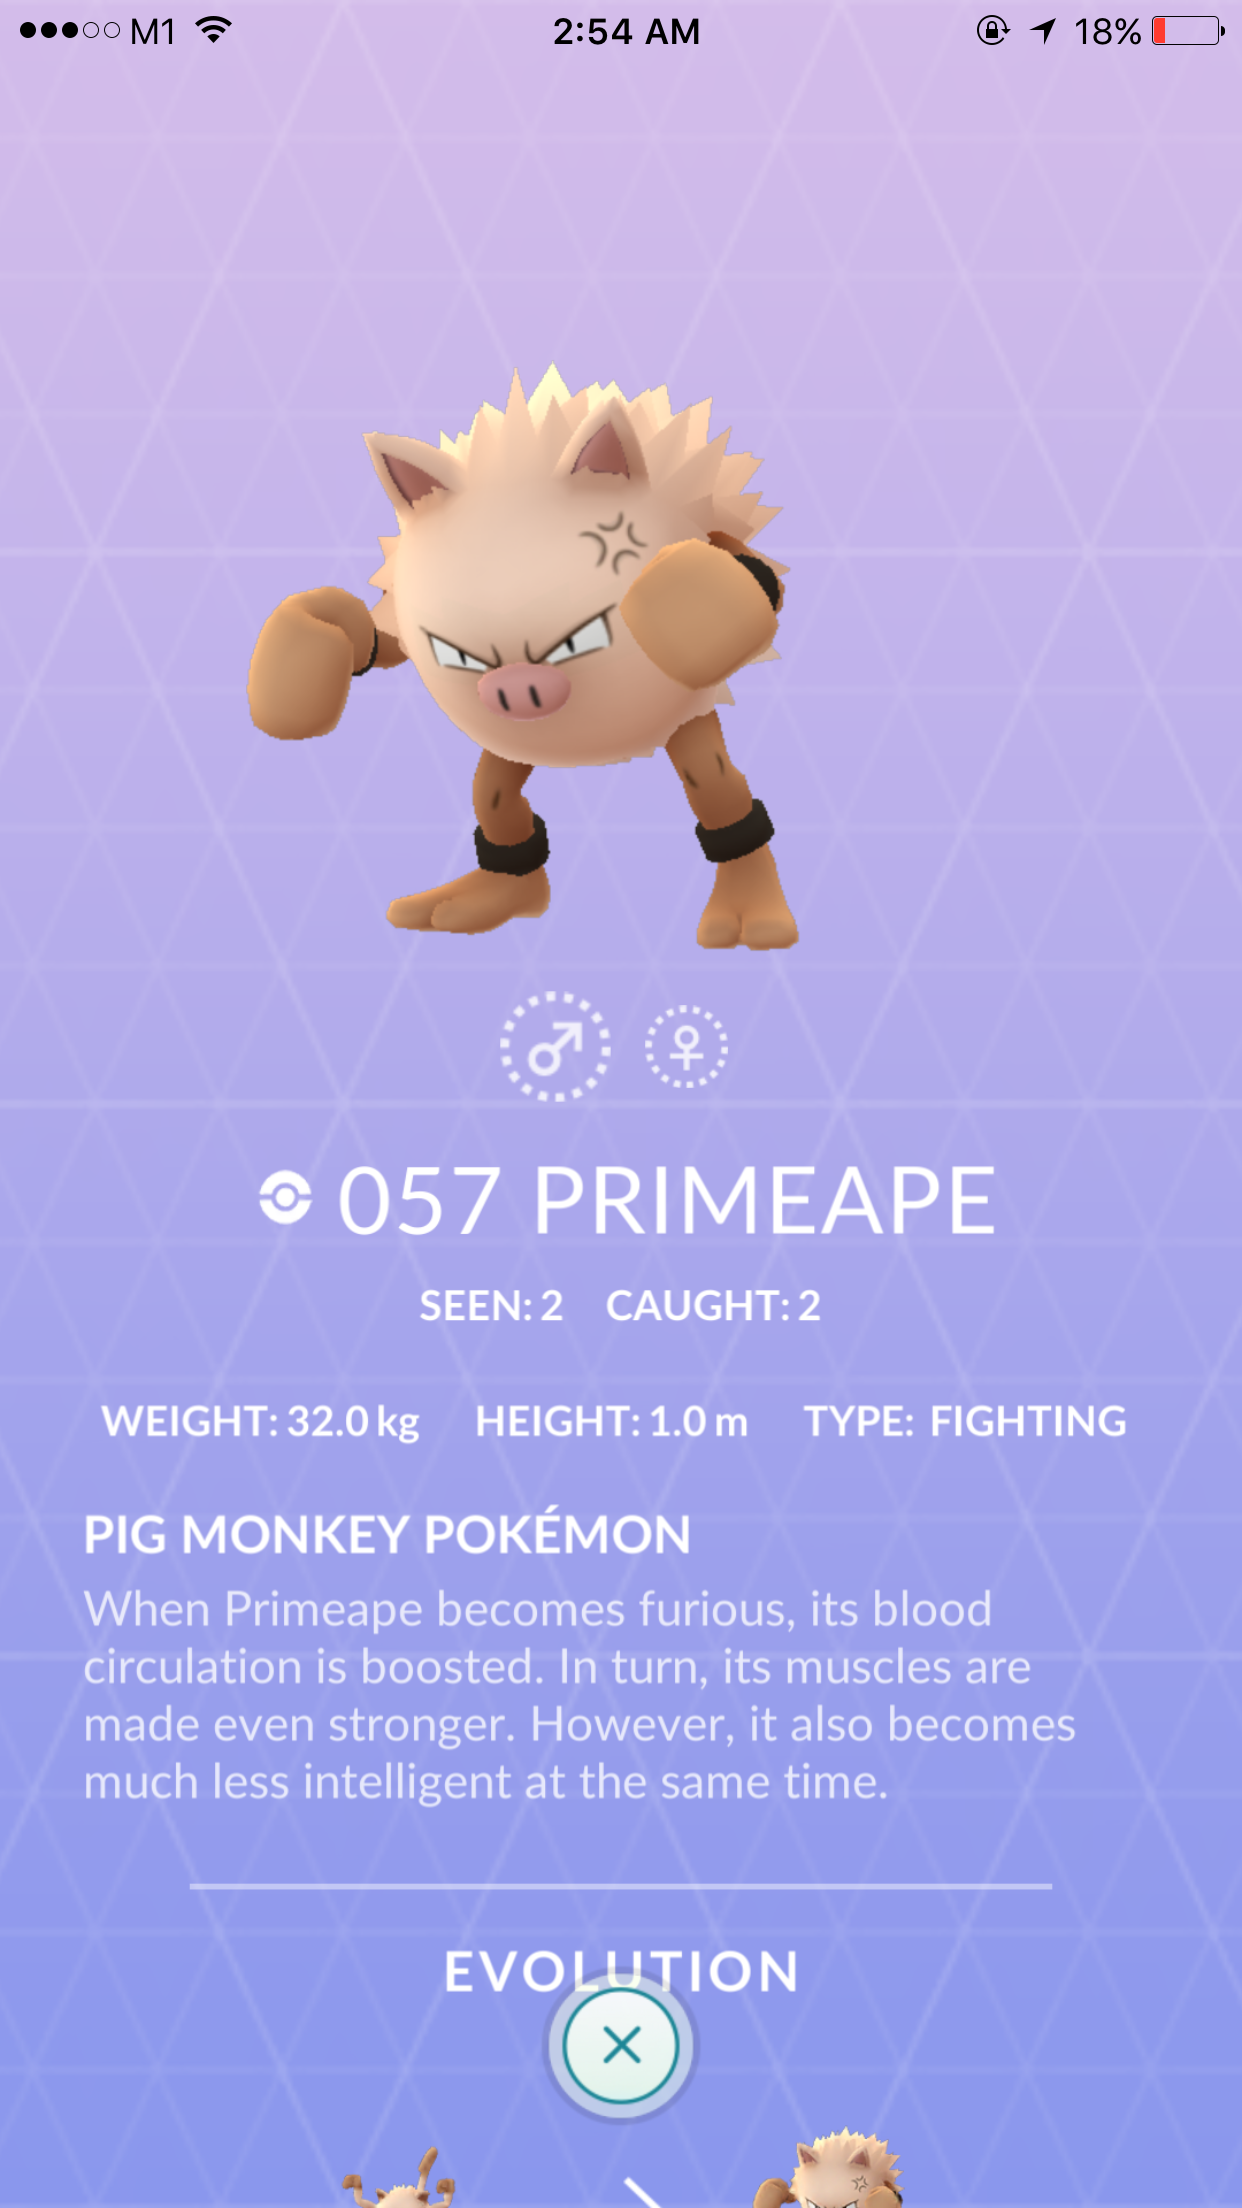 M1 2:54 AM 18%
057 PRIMEAPE
SEEN: 2 CAUGHT: 2
WEIGHT: 32.0 kg HEIGHT: 1.0 m TYPE: FIGHTING
PIG MONKEY POKÉMON
When Primeape becomes furious, its blood
circulation is boosted. In turn, its muscles are
made even stronger. However, it also becomes
much less intelligent at the same time.
EVOLUTION